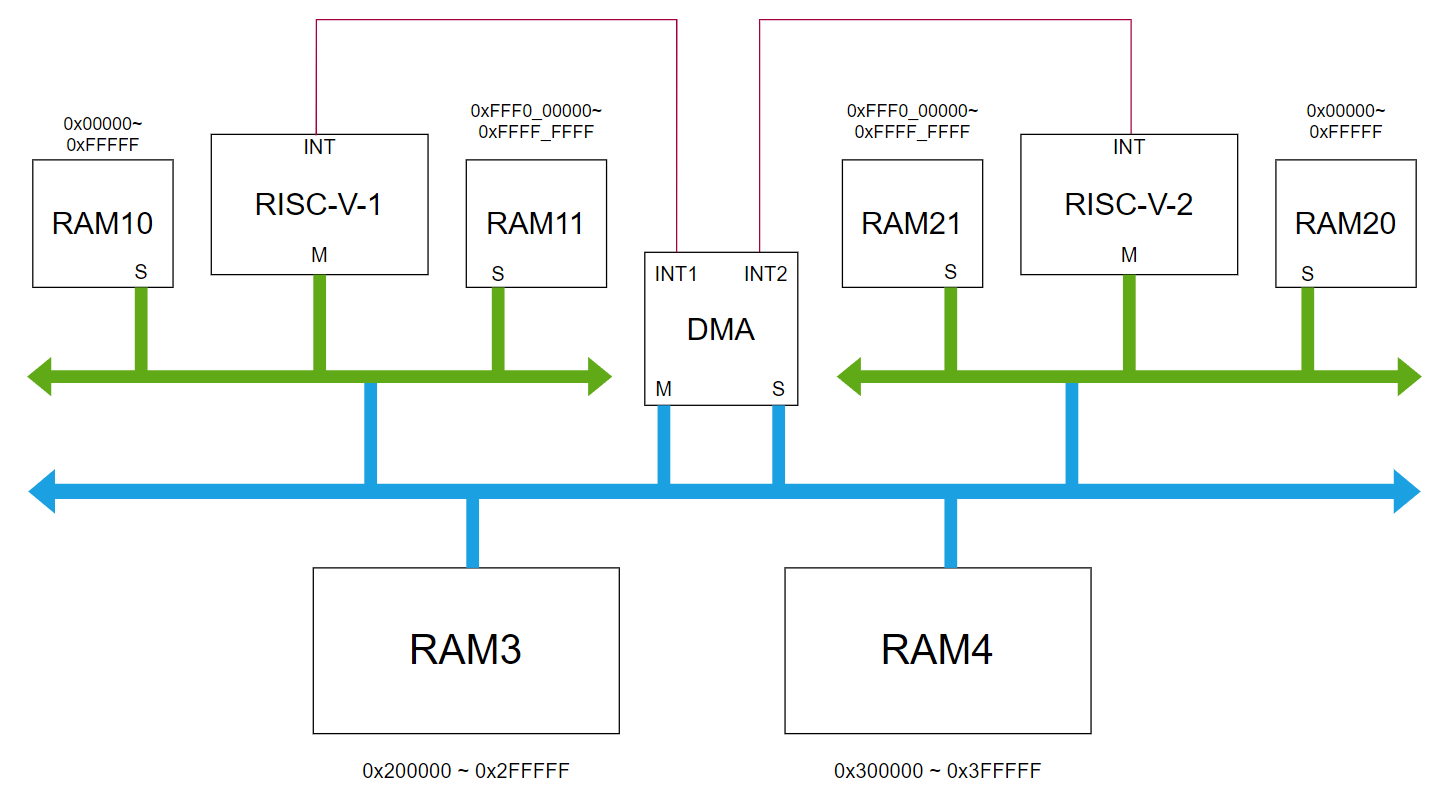 0x00000~
0xFFFFF
RAM10
S
INT
RISC-V-1
M
0xFFF0_00000~
0xFFFF_FFFF
RAM11
S
INT1
INT2
DMA
M
S
0xFFF0_00000~
0xFFFF_FFFF
RAM21
S
INT
RISC-V-2
M
0x00000~
0xFFFFF
RAM20
S
RAM3
0x200000 ~ 0x2FFFFF
RAM4
0x300000 ~ 0x3FFFFF